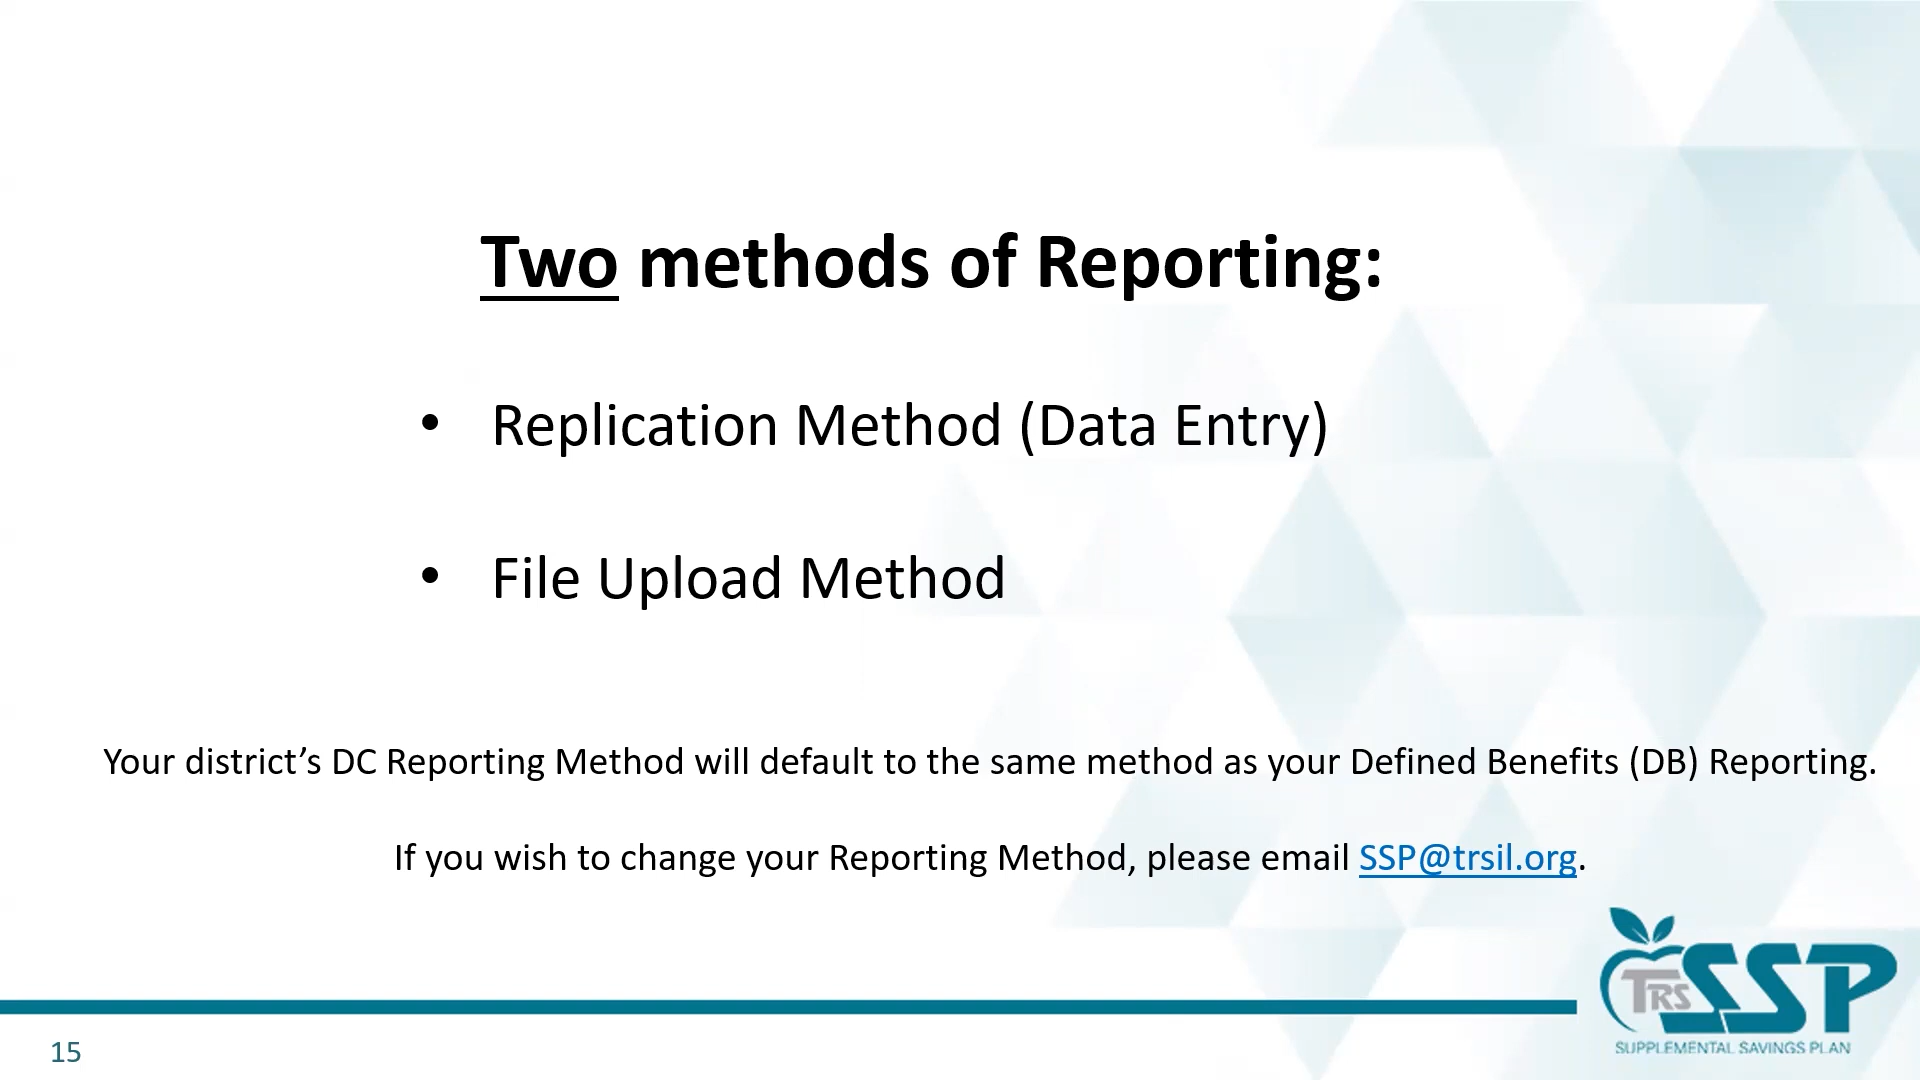 Two methods of Reporting:
• Replication Method (Data Entry)
• File Upload Method
Your district’s DC Reporting Method will default to the same method as your Defined Benefits (DB) Reporting.
If you wish to change your Reporting Method, please email SSP@trsil.org.
TRS SSP
SUPPLEMENTAL SAVINGS PLAN
15